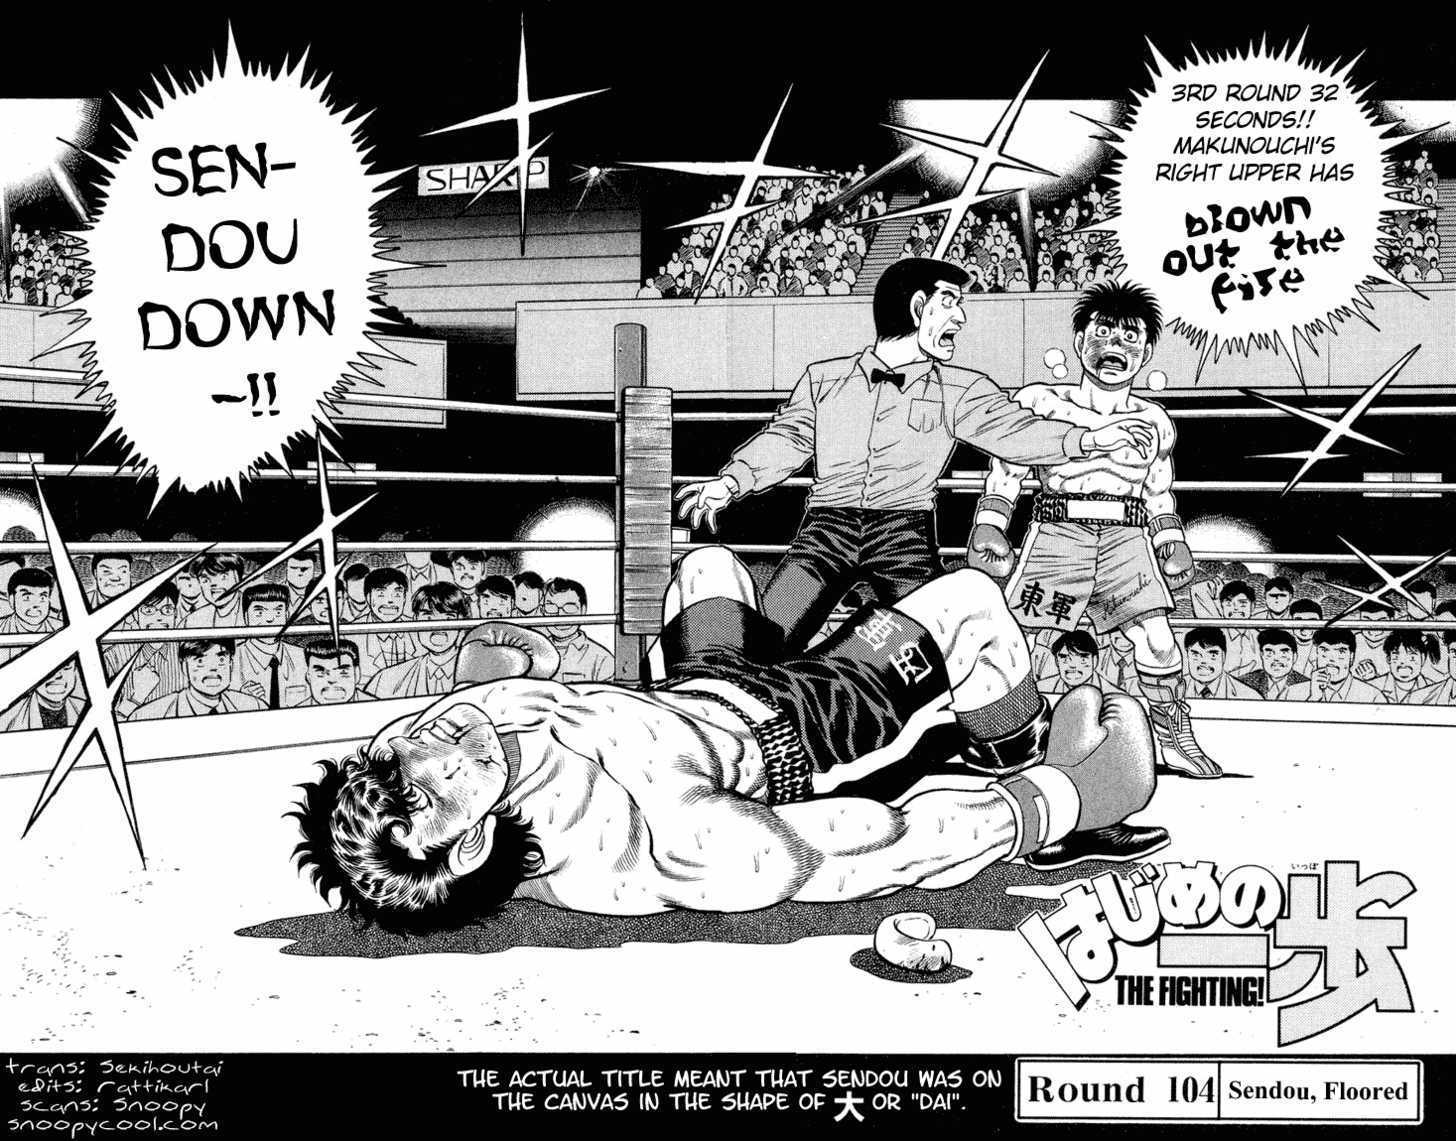 SEN-
DOU
DOWN
—!!
SHARP
3RD ROUND 32
SECONDS!!
MAKUNOUCHI'S
RIGHT UPPER HAS
blown
out the
fire
東軍
はじめの一歩
いっぽ
THE FIGHTING!
trans: Sekihoutai
edits: rattikarl
scans: Snoopy
snoopycool.com
THE ACTUAL TITLE MEANT THAT SENDOU WAS ON
THE CANVAS IN THE SHAPE OF 大 OR "DAI".
Round 104
Sendou, Floored